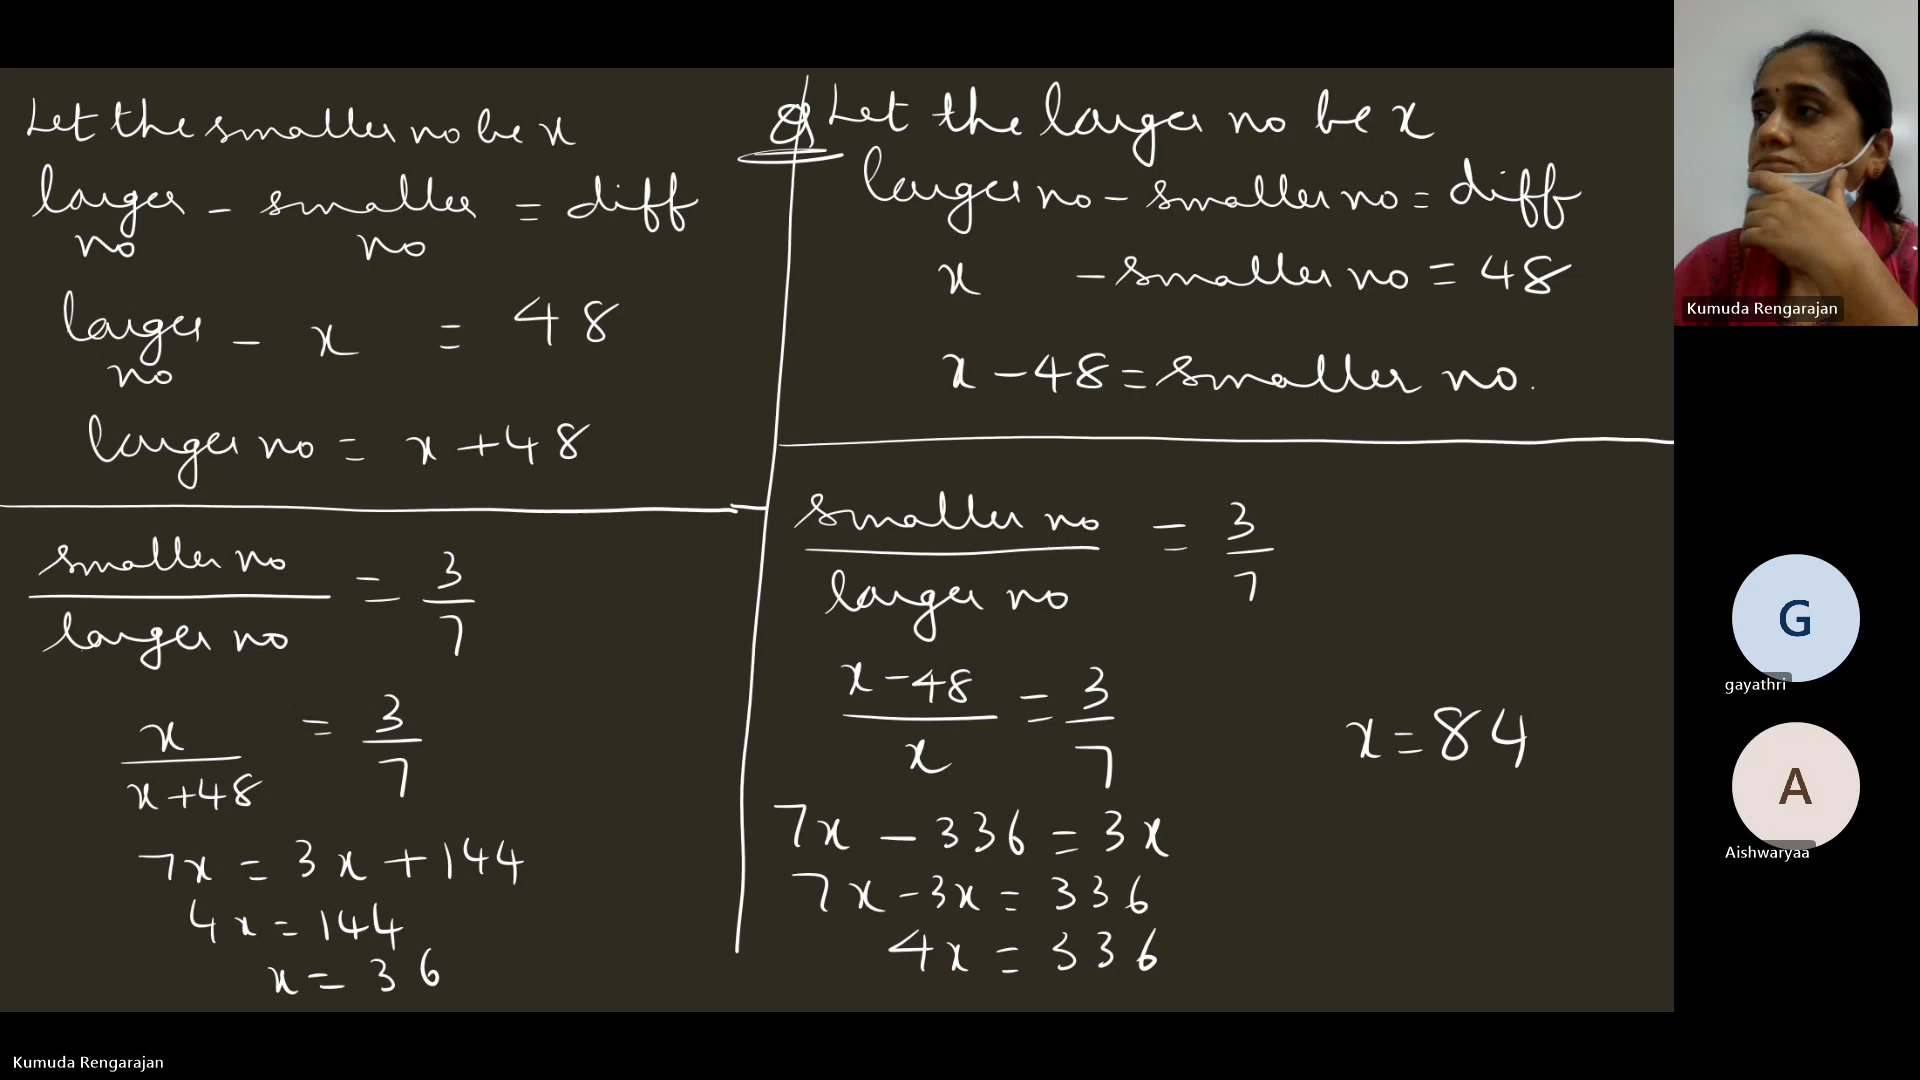 Let the smaller no be x
larger no - smaller no = diff
larger no - x = 48
larger no = x + 48
smaller no / larger no = 3/7
x / x+48 = 3/7
7x = 3x + 144
4x = 144
x = 36
Let the larger no be x
larger no - smaller no = diff
x - smaller no = 48
x - 48 = smaller no.
smaller no / larger no = 3/7
x-48 / x = 3/7
7x - 336 = 3x
7x - 3x = 336
4x = 336
x = 84
Kumuda Rengarajan
G
gayathri
A
Aishwaryaa
Kumuda Rengarajan